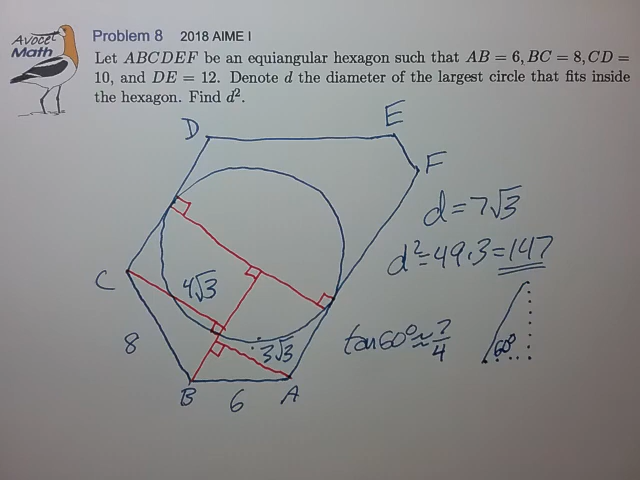 Avocet
Math
Problem 8 2018 AIME I
Let ABCDEF be an equiangular hexagon such that AB = 6, BC = 8, CD =
10, and DE = 12. Denote d the diameter of the largest circle that fits inside
the hexagon. Find d².
D
E
F
C
B
A
8
6
4√3
3√3
d = 7√3
d² = 49·3 = 147
tan60° ≈ 7/4
60°